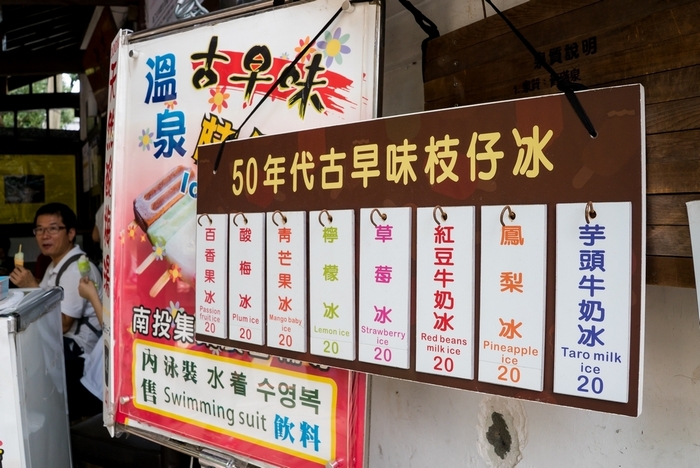 溫泉
古早味
50年代古早味枝仔冰
百香果冰
Passion
fruit
ice
20
酸梅冰
Plum ice
20
青芒果冰
Mango baby
ice
20
檸檬冰
Lemon ice
20
草莓冰
Strawberry
ice
20
紅豆牛奶冰
Red beans
milk ice
20
鳳梨冰
Pineapple
ice
20
芋頭牛奶冰
Taro milk
ice
20
南投集
內售
泳裝 水着 수영복
Swimming suit 飲料